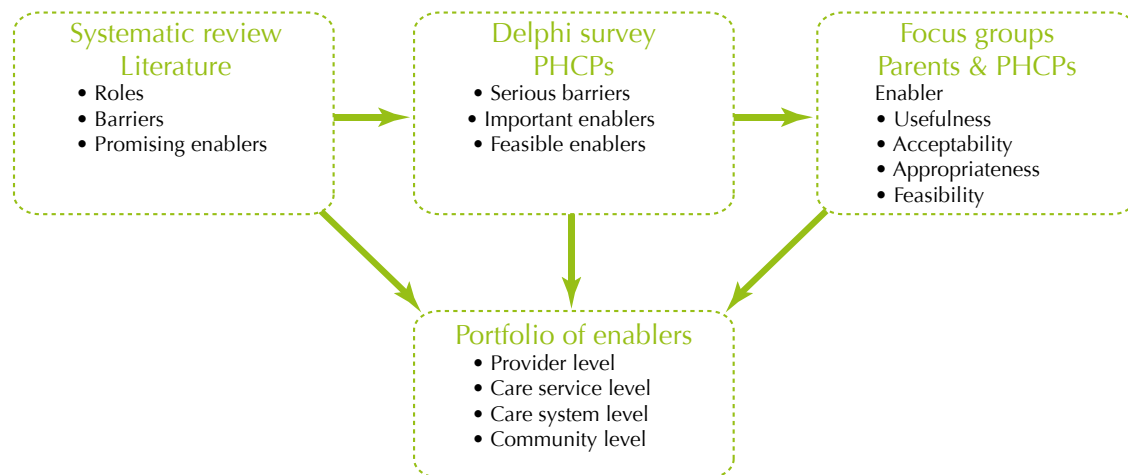 Systematic review
Literature
• Roles
• Barriers
• Promising enablers
Delphi survey
PHCPs
• Serious barriers
• Important enablers
• Feasible enablers
Focus groups
Parents & PHCPs
Enabler
• Usefulness
• Acceptability
• Appropriateness
• Feasibility
Portfolio of enablers
• Provider level
• Care service level
• Care system level
• Community level